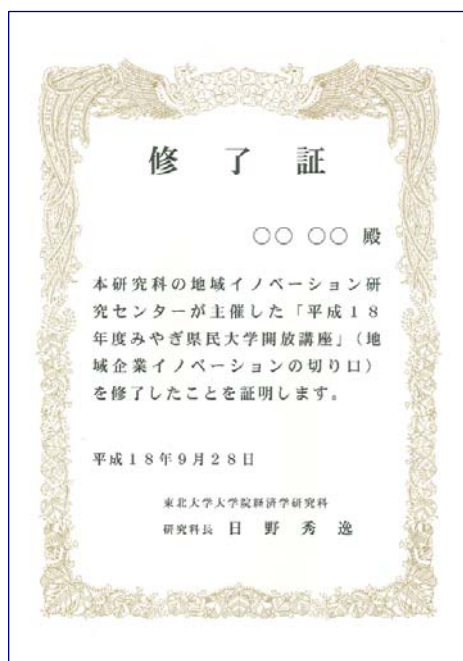 修了証
○○ ○○ 殿
本研究科の地域イノベーション研
究センターが主催した「平成１８
年度みやぎ県民大学開放講座」（地
域企業イノベーションの切り口）
を修了したことを証明します。
平成１８年９月２８日
東北大学大学院経済学研究科
研究科長 日野秀逸